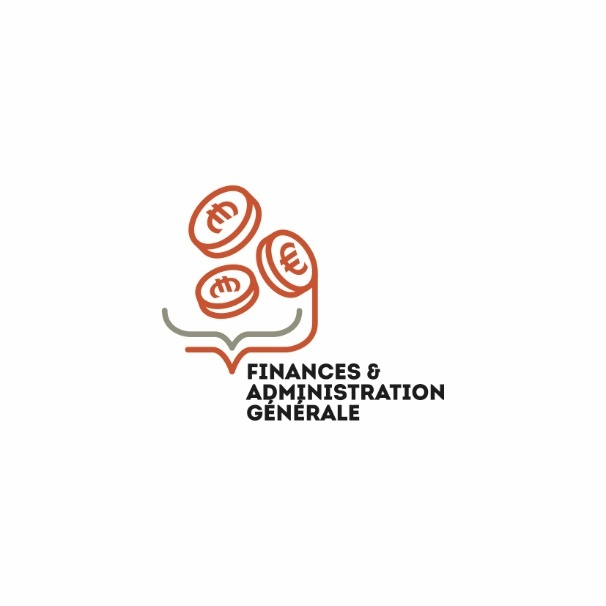 €
€
€
FINANCES &
ADMINISTRATION
GÉNÉRALE